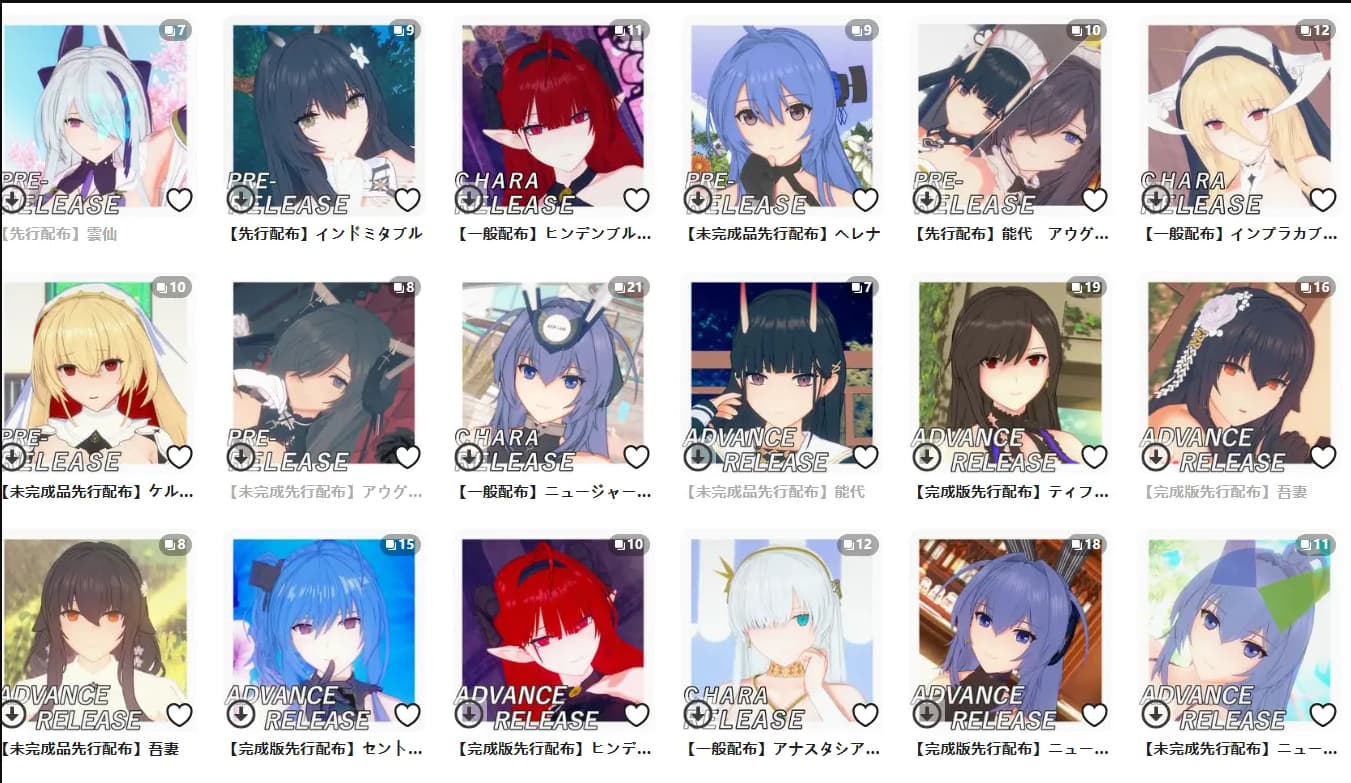 7
9
11
9
10
12
PRE-
RELEASE
PRE-
RELEASE
CHARA
RELEASE
PRE-
RELEASE
PRE-
RELEASE
CHARA
RELEASE
【先行配布】雲仙
【先行配布】インドミタブル
【一般配布】ヒンデンブル...
【未完成品先行配布】ヘレナ
【先行配布】能代　アウグ...
【一般配布】インプラカブ...
10
8
21
7
19
16
PRE-
RELEASE
PRE-
RELEASE
CHARA
RELEASE
ADVANCE
RELEASE
ADVANCE
RELEASE
ADVANCE
RELEASE
【未完成品先行配布】ケル...
【未完成先行配布】アウグ...
【一般配布】ニュージャー...
【未完成品先行配布】能代
【完成版先行配布】ティフ...
【完成版先行配布】吾妻
8
15
10
12
18
11
ADVANCE
RELEASE
ADVANCE
RELEASE
ADVANCE
RELEASE
CHARA
RELEASE
ADVANCE
RELEASE
ADVANCE
RELEASE
【未完成品先行配布】吾妻
【完成版先行配布】セント...
【完成版先行配布】ヒンデ...
【一般配布】アナスタシア...
【完成版先行配布】ニュー...
【未完成先行配布】ニュー...